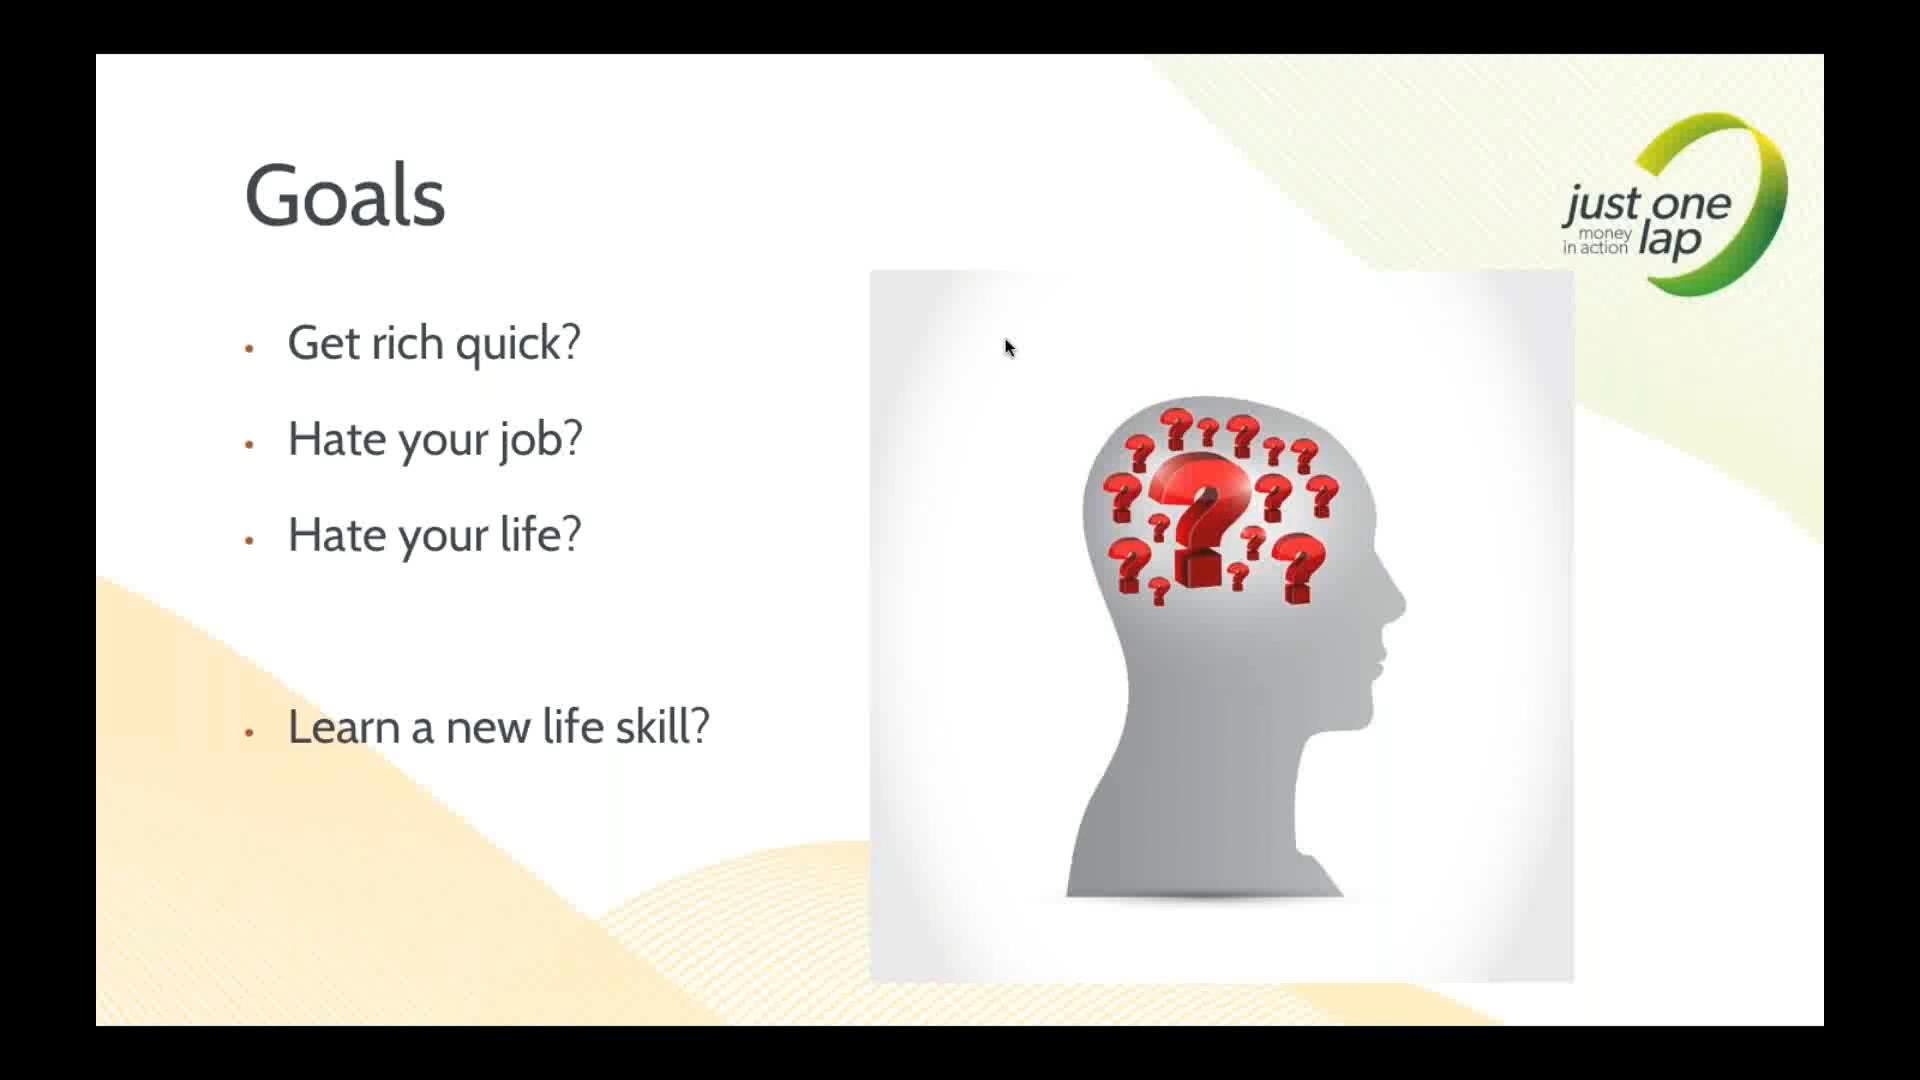 Goals
just one
money
lap
in action
• Get rich quick?
• Hate your job?
• Hate your life?
• Learn a new life skill?